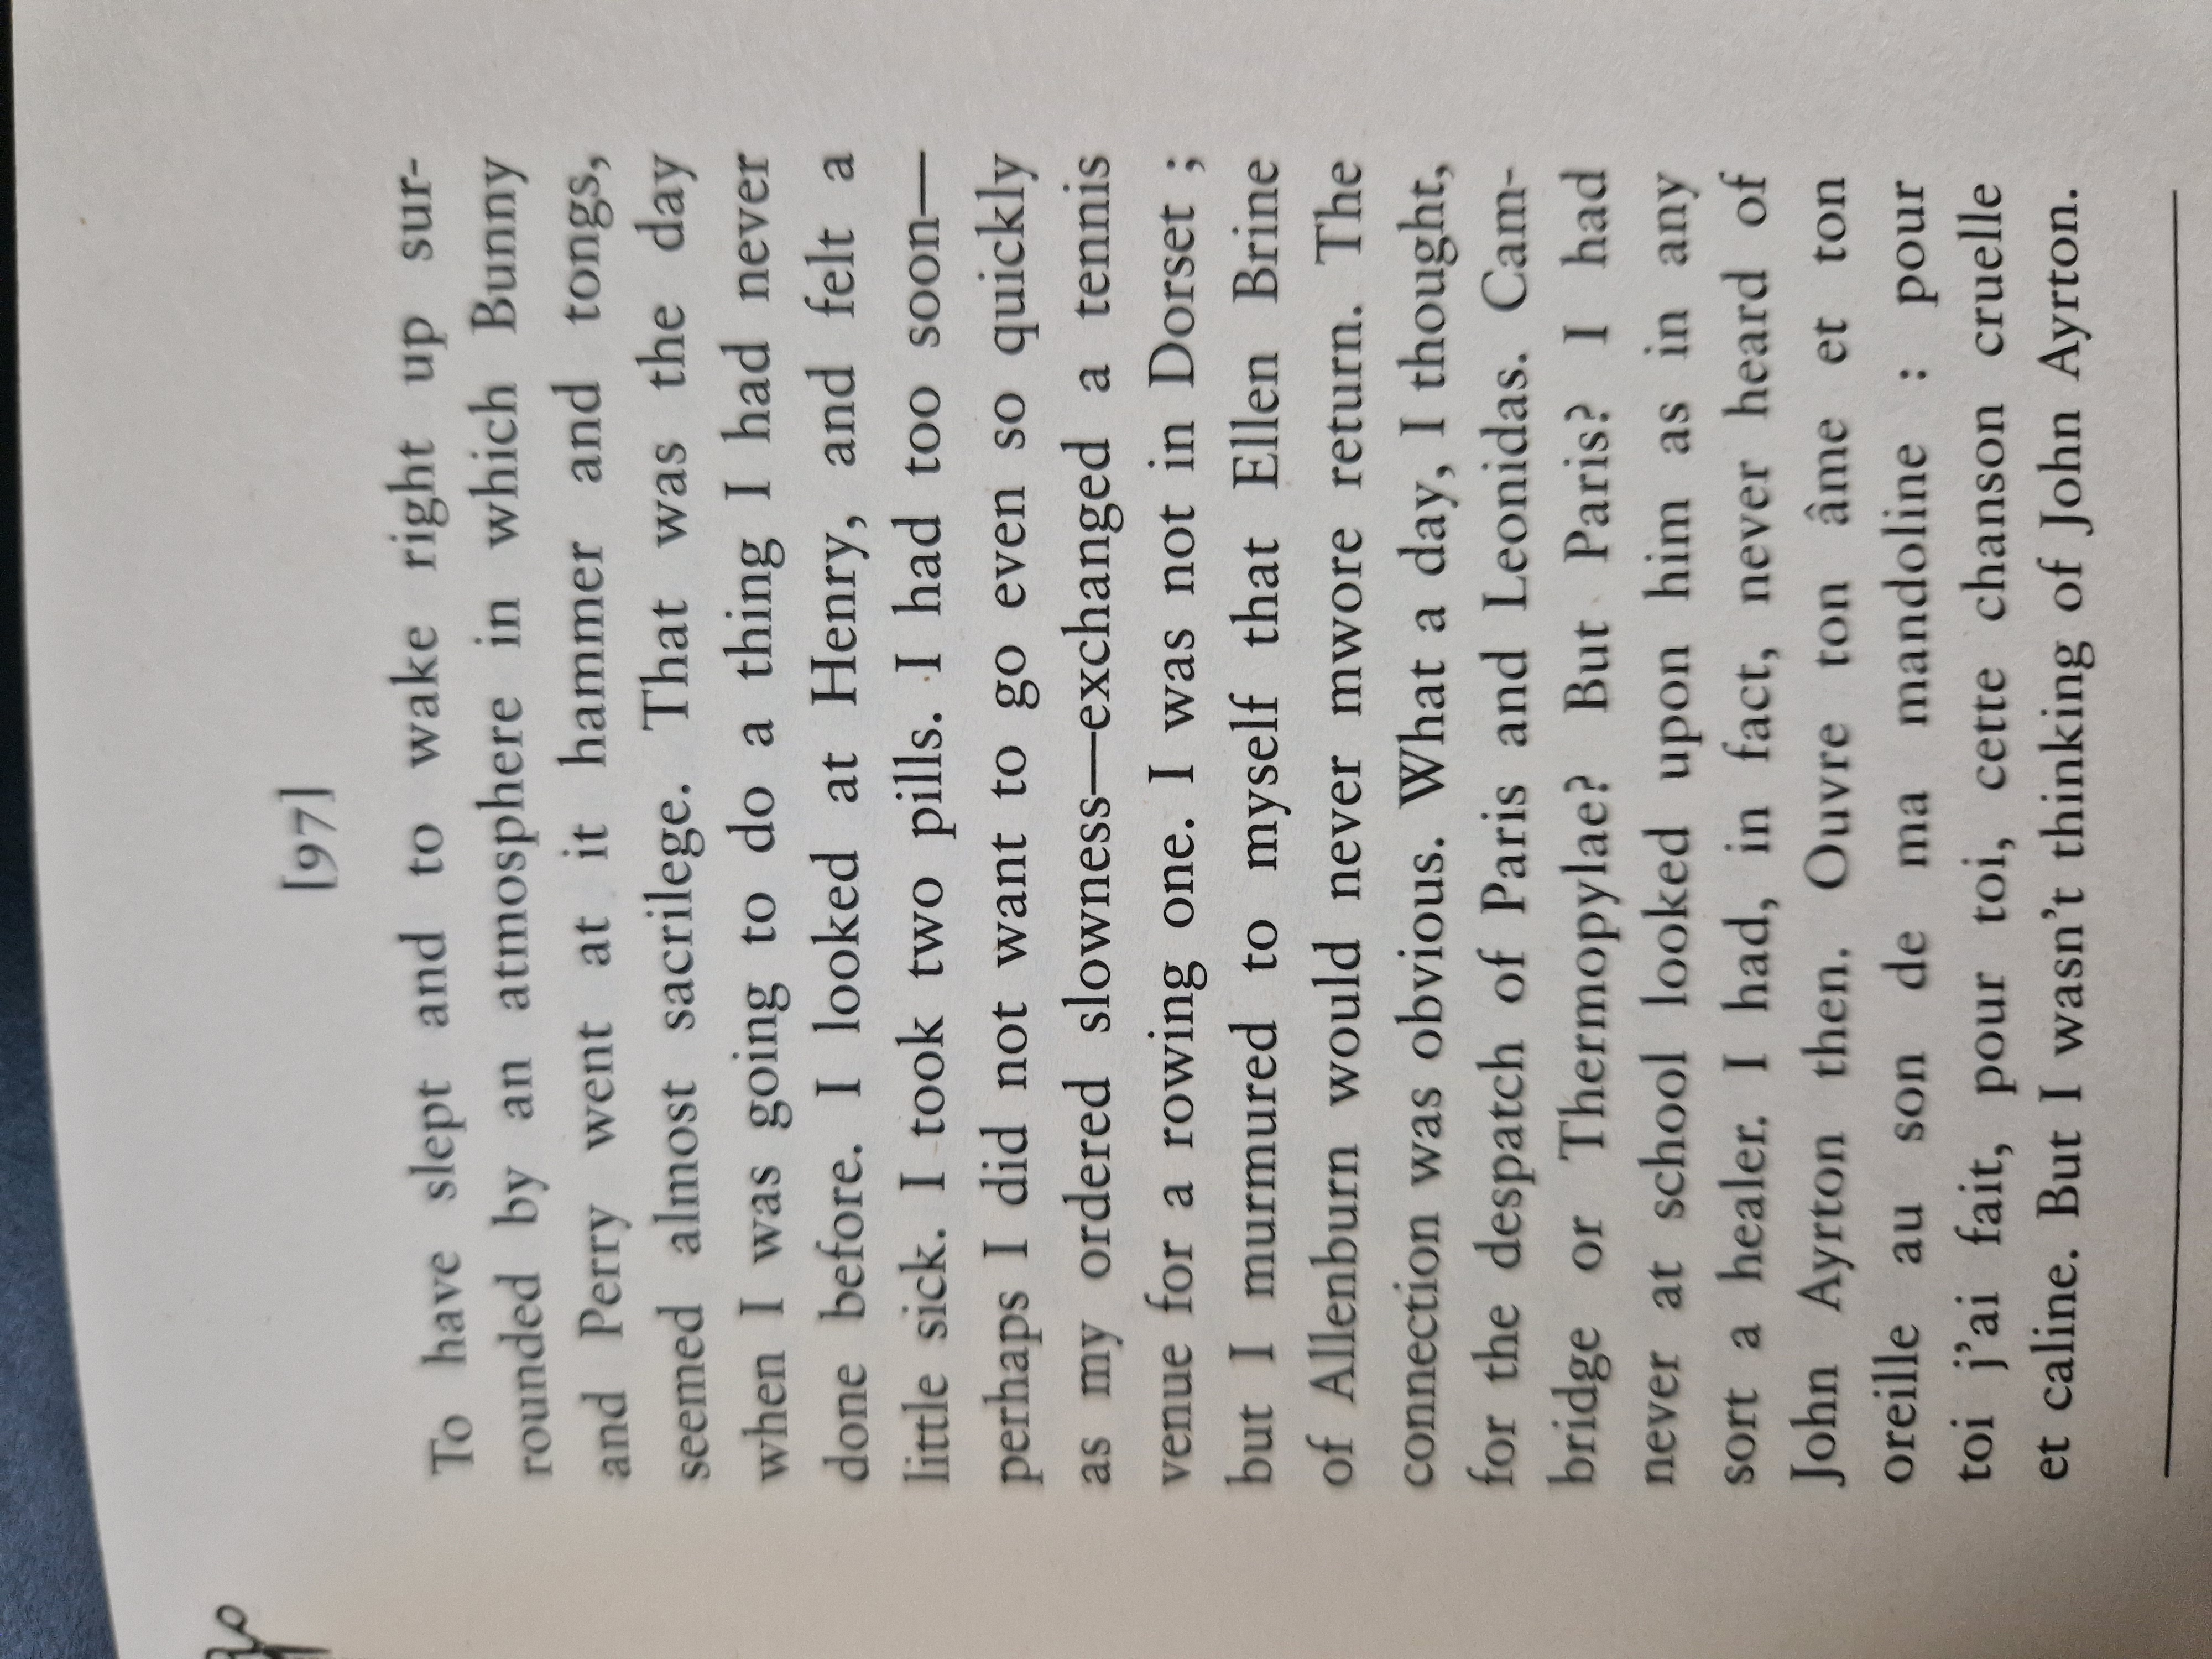 [97]
To have slept and to wake right up sur-
rounded by an atmosphere in which Bunny
and Perry went at it hammer and tongs,
seemed almost sacrilege. That was the day
when I was going to do a thing I had never
done before. I looked at Henry, and felt a
little sick. I took two pills. I had too soon—
perhaps I did not want to go even so quickly
as my ordered slowness—exchanged a tennis
venue for a rowing one. I was not in Dorset ;
but I murmured to myself that Ellen Brine
of Allenburn would never mwore return. The
connection was obvious. What a day, I thought,
for the despatch of Paris and Leonidas. Cam-
bridge or Thermopylae? But Paris? I had
never at school looked upon him as in any
sort a healer. I had, in fact, never heard of
John Ayrton then. Ouvre ton âme et ton
oreille au son de ma mandoline : pour
toi j'ai fait, pour toi, cette chanson cruelle
et caline. But I wasn't thinking of John Ayrton.